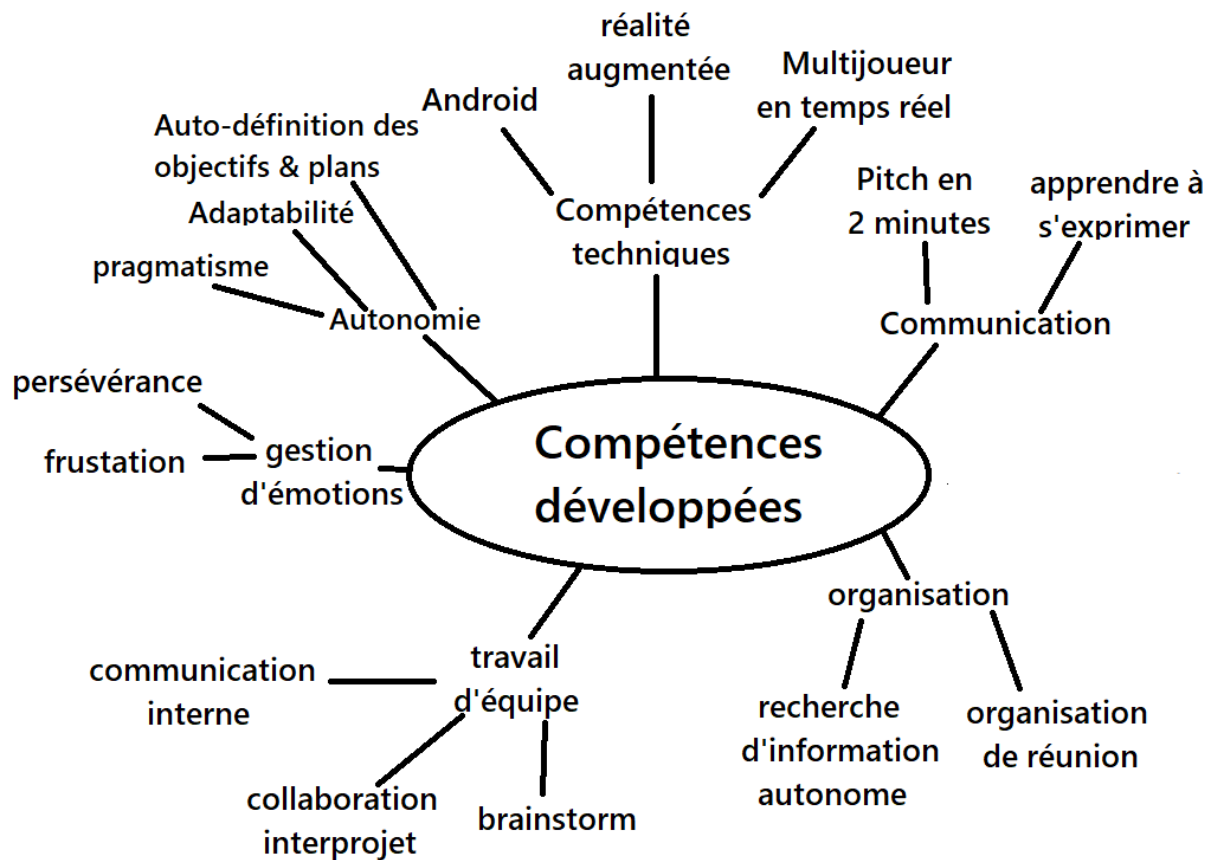 réalité
augmentée
Multijoueur
en temps réel
Android
Auto-définition des
objectifs & plans
Adaptabilité
pragmatisme
Autonomie
Compétences
techniques
Pitch en
2 minutes
apprendre à
s'exprimer
Communication
persévérance
frustation
gestion
d'émotions
Compétences
développées
organisation
recherche
d'information
autonome
organisation
de réunion
travail
d'équipe
communication
interne
collaboration
interprojet
brainstorm